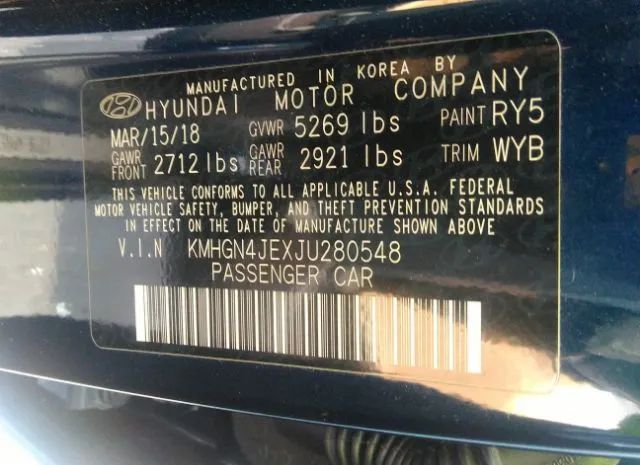 MANUFACTURED IN KOREA BY
HYUNDAI MOTOR COMPANY
MAR/15/18 GVWR 5269 lbs PAINT RY5
GAWR FRONT 2712 lbs GAWR REAR 2921 lbs TRIM WYB
THIS VEHICLE CONFORMS TO ALL APPLICABLE U.S.A. FEDERAL
MOTOR VEHICLE SAFETY, BUMPER, AND THEFT PREVENTION STANDARDS
IN EFFECT ON THE DATE OF MANUFACTURE SHOWN ABOVE
V.I.N KMHGN4JEXJU280548
PASSENGER CAR